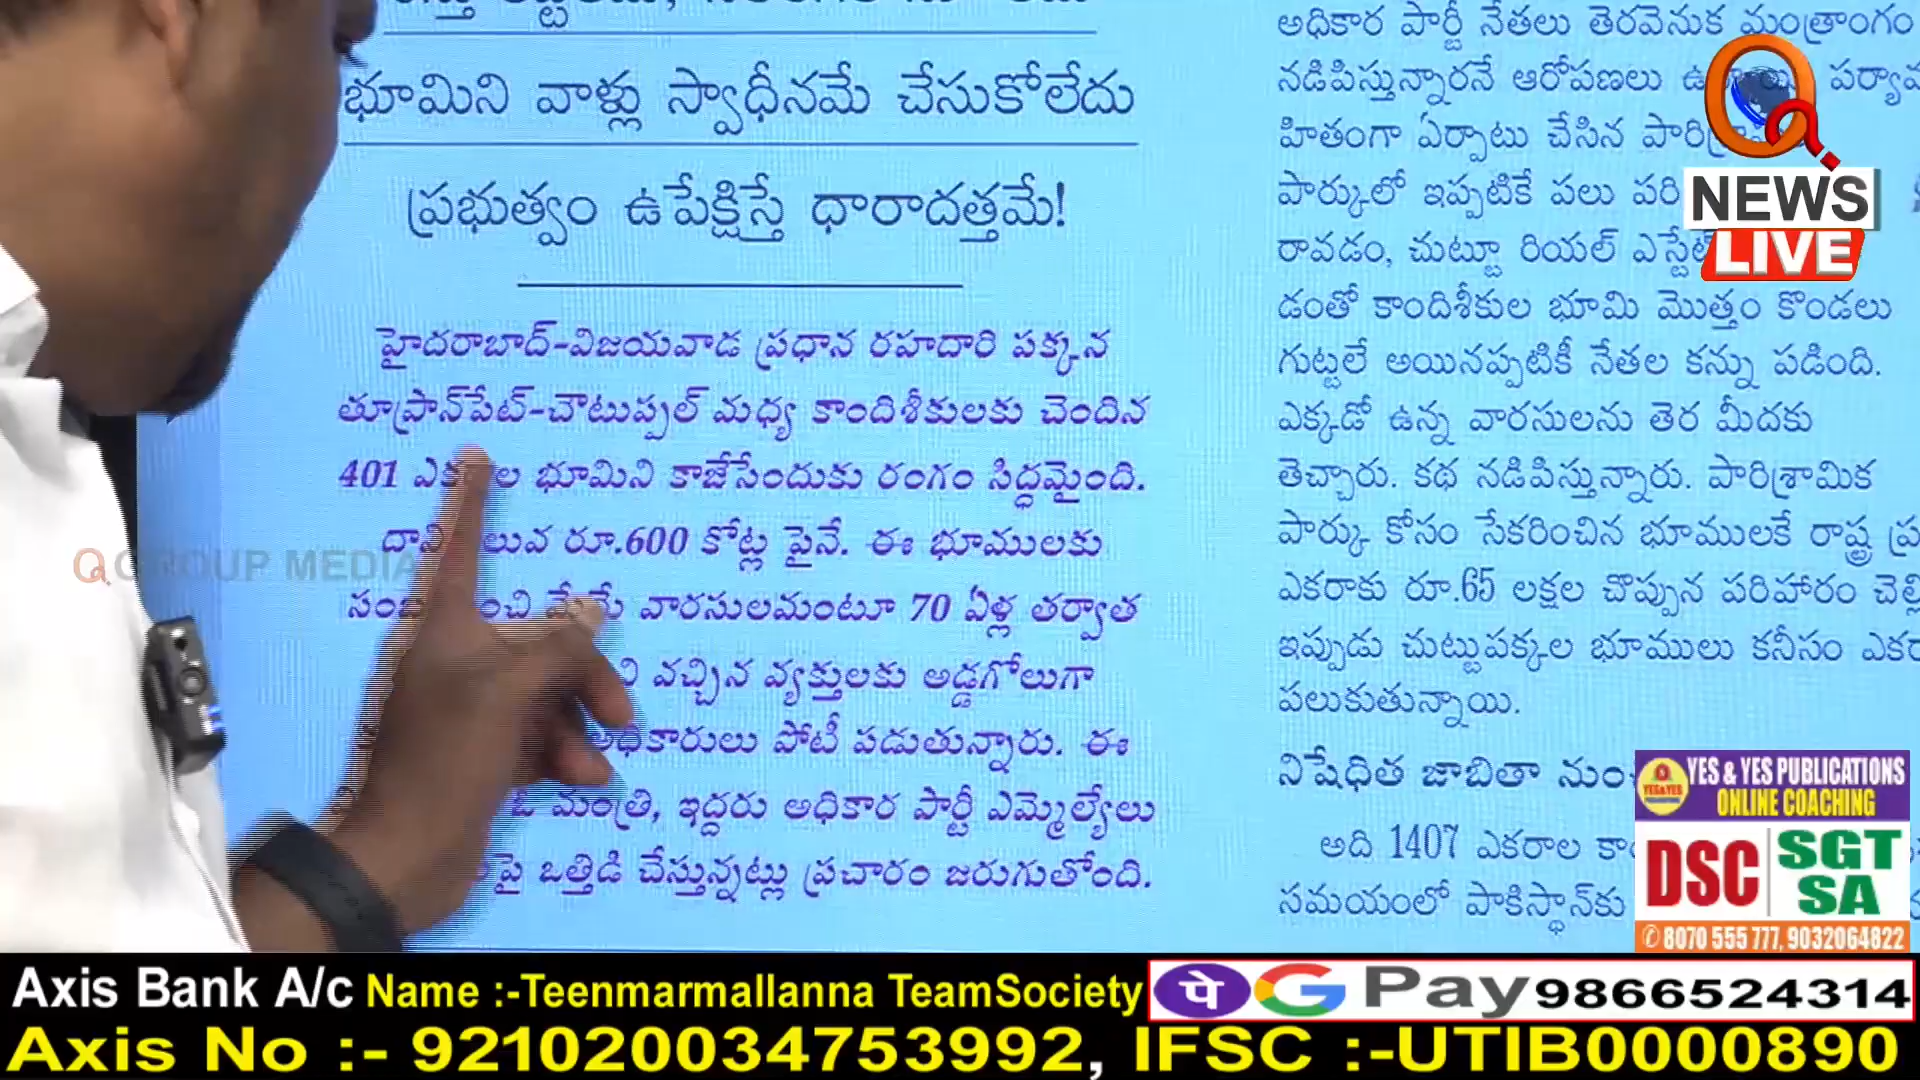 భూమిని వాళ్లు స్వాధీనమే చేసుకోలేదు
ప్రభుత్వం ఉపేక్షిస్తే ధారాదత్తమే!
హైదరాబాద్-విజయవాడ ప్రధాన రహదారి పక్కన
తూప్రాన్‌పేట్-చౌటుప్పల్ మధ్య కాందిశీకులకు చెందిన
401 భూమిని కాజేసేందుకు రంగం సిద్ధమైంది.
రూ.600 కోట్ల పైనే. ఈ భూములకు
వారసులమంటూ 70 ఏళ్ల తర్వాత
వచ్చిన వ్యక్తులకు అడ్డగోలుగా
అధికారులు పోటీ పడుతున్నారు. ఈ
ఓ మంత్రి, ఇద్దరు అధికార పార్టీ ఎమ్మెల్యేలు
ఒత్తిడి చేస్తున్నట్లు ప్రచారం జరుగుతోంది.
అధికార పార్టీ నేతలు తెరవెనుక మంత్రాంగం
నడిపిస్తున్నారనే ఆరోపణలు
హితంగా ఏర్పాటు చేసిన
పార్కులో ఇప్పటికే పలు
రావడం, చుట్టూ రియల్ ఎస్టేట్
డంతో కాందిశీకుల భూమి మొత్తం కొండలు
గుట్టలే అయినప్పటికీ నేతల కన్ను పడింది.
ఎక్కడో ఉన్న వారసులను తెర మీదకు
తెచ్చారు. కథ నడిపిస్తున్నారు. పారిశ్రామిక
పార్కు కోసం సేకరించిన భూములకే రాష్ట్ర
ఎకరాకు రూ.65 లక్షల చొప్పున పరిహారం
ఇప్పుడు చుట్టుపక్కల భూములు కనీసం
పలుకుతున్నాయి.
నిషేధిత జాబితా
అది 1407 ఎకరాల
సమయంలో పాకిస్థాన్‌కు
Q
NEWS
LIVE
Q GROUP MEDIA
YES & YES PUBLICATIONS
ONLINE COACHING
DSC SGT
SA
8070 555 777, 9032064822
Axis Bank A/c Name :-Teenmarmallanna TeamSociety पे G Pay 9866524314
Axis No :- 921020034753992, IFSC :-UTIB0000890